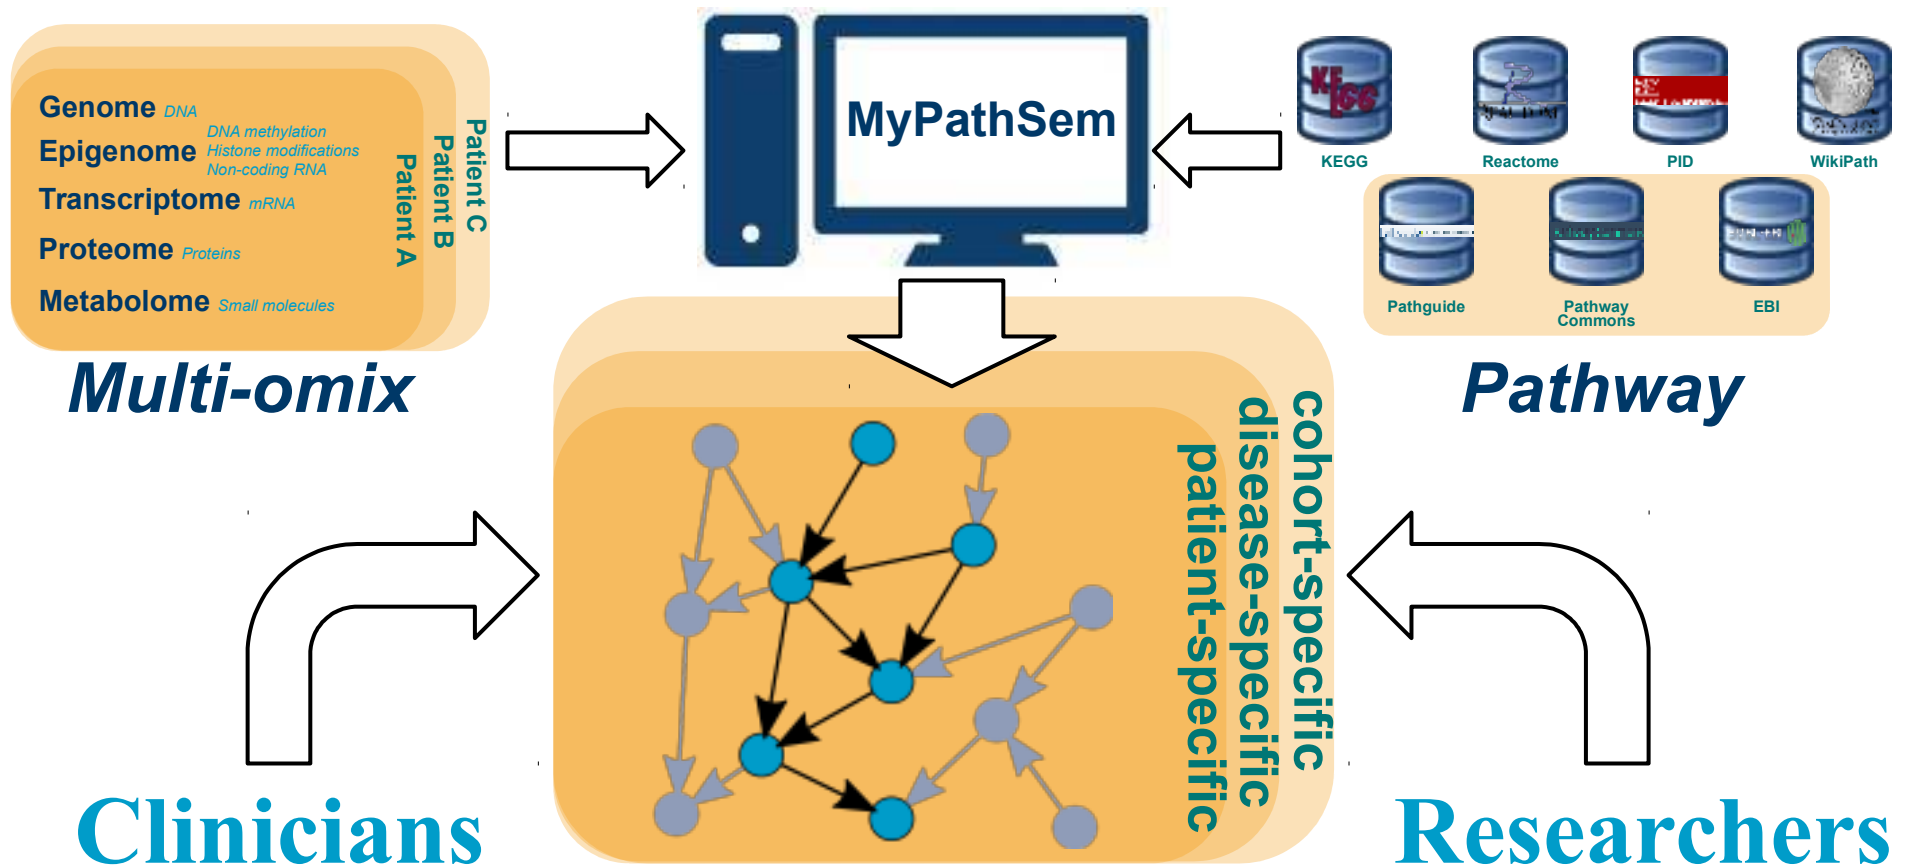 Genome DNA
Epigenome DNA methylation
Histone modifications
Non-coding RNA
Transcriptome mRNA
Proteome Proteins
Metabolome Small molecules
Patient A
Patient B
Patient C
Multi-omix
MyPathSem
KEGG
KEGG
Reactome
PID
WikiPath
Pathguide
Pathway
Commons
EBI
Pathway
cohort-specific
disease-specific
patient-specific
Clinicians
Researchers